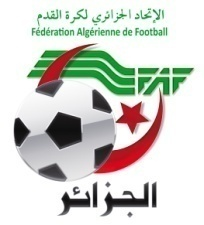 الإتحاد الجزائري لكرة القدم
Fédération Algérienne de Football
FAF
الجزائر